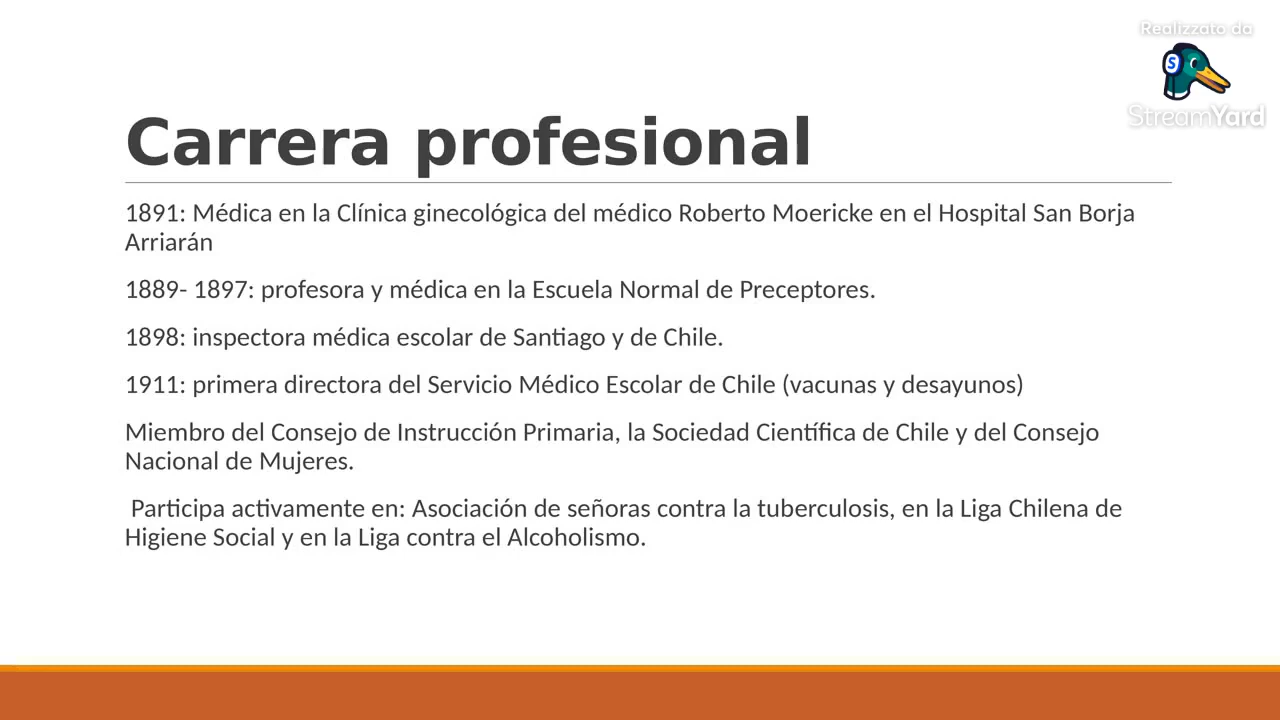 Realizzato da
StreamYard
Carrera profesional
1891: Médica en la Clínica ginecológica del médico Roberto Moericke en el Hospital San Borja
Arriarán
1889- 1897: profesora y médica en la Escuela Normal de Preceptores.
1898: inspectora médica escolar de Santiago y de Chile.
1911: primera directora del Servicio Médico Escolar de Chile (vacunas y desayunos)
Miembro del Consejo de Instrucción Primaria, la Sociedad Científica de Chile y del Consejo
Nacional de Mujeres.
Participa activamente en: Asociación de señoras contra la tuberculosis, en la Liga Chilena de
Higiene Social y en la Liga contra el Alcoholismo.